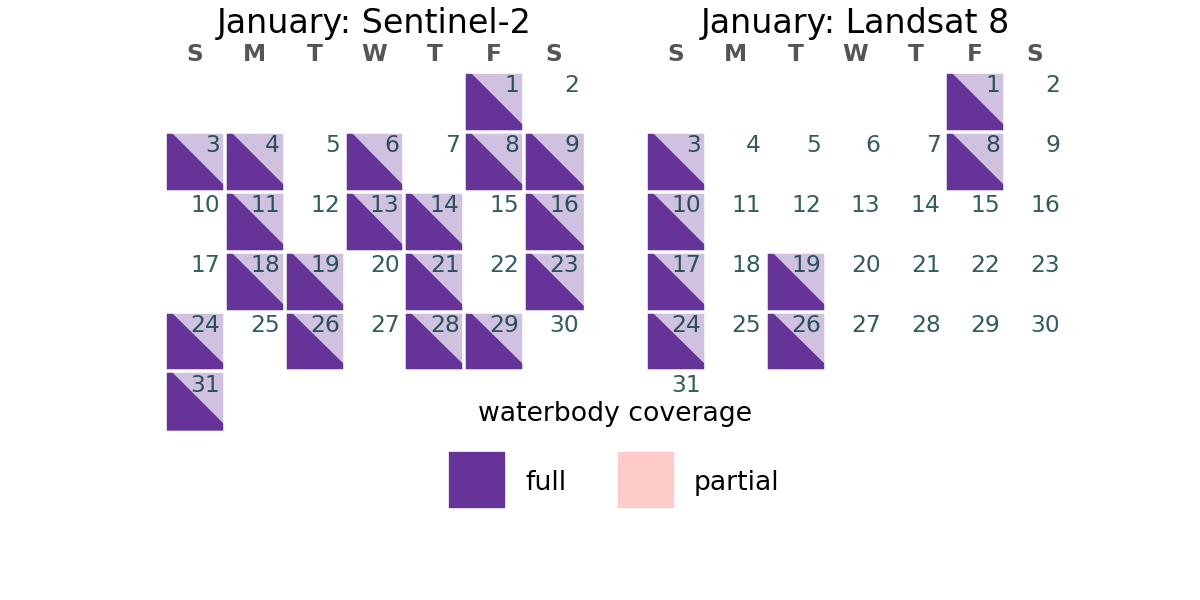 January: Sentinel-2
S M T W T F S
1 2
3 4 5 6 7 8 9
10 11 12 13 14 15 16
17 18 19 20 21 22 23
24 25 26 27 28 29 30
31
January: Landsat 8
S M T W T F S
1 2
3 4 5 6 7 8 9
10 11 12 13 14 15 16
17 18 19 20 21 22 23
24 25 26 27 28 29 30
31
waterbody coverage
full partial